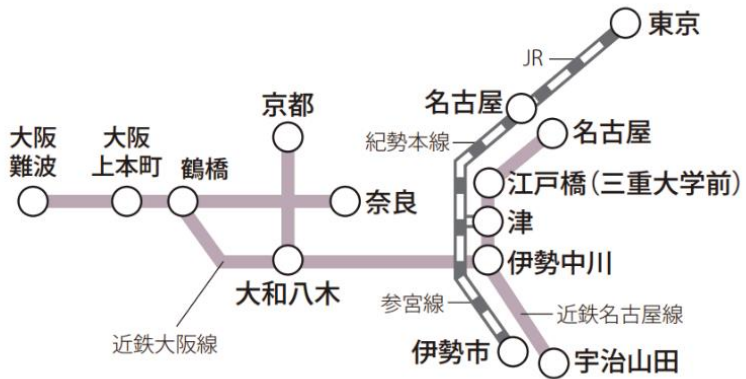 東京
JR
名古屋
京都
名古屋
大阪
難波
大阪
上本町
鶴橋
紀勢本線
奈良
江戸橋(三重大学前)
津
伊勢中川
大和八木
参宮線
近鉄名古屋線
近鉄大阪線
伊勢市
宇治山田